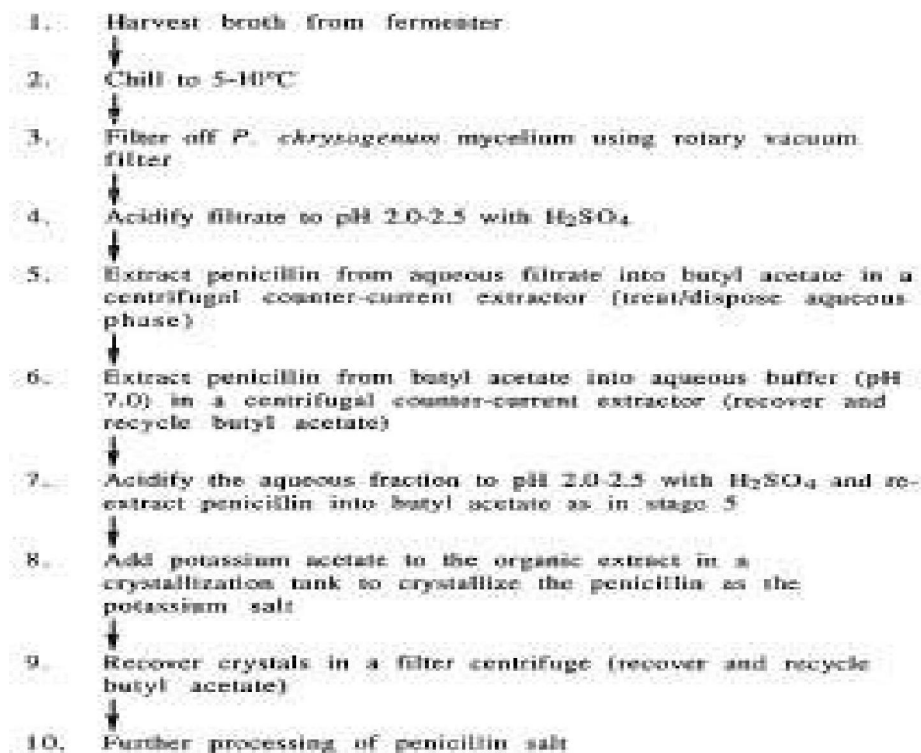 1. Harvest broth from fermenter
2. Chill to 5-10°C
3. Filter off P. chrysogenum mycelium using rotary vacuum
filter
4. Acidify filtrate to pH 2.0-2.5 with H₂SO₄
5. Extract penicillin from aqueous filtrate into butyl acetate in a
centrifugal counter-current extractor (treat/dispose aqueous
phase)
6. Extract penicillin from butyl acetate into aqueous buffer (pH
7.0) in a centrifugal counter-current extractor (recover and
recycle butyl acetate)
7. Acidify the aqueous fraction to pH 2.0-2.5 with H₂SO₄ and re-
extract penicillin into butyl acetate as in stage 5
8. Add potassium acetate to the organic extract in a
crystallization tank to crystallize the penicillin as the
potassium salt
9. Recover crystals in a filter centrifuge (recover and recycle
butyl acetate)
10. Further processing of penicillin salt